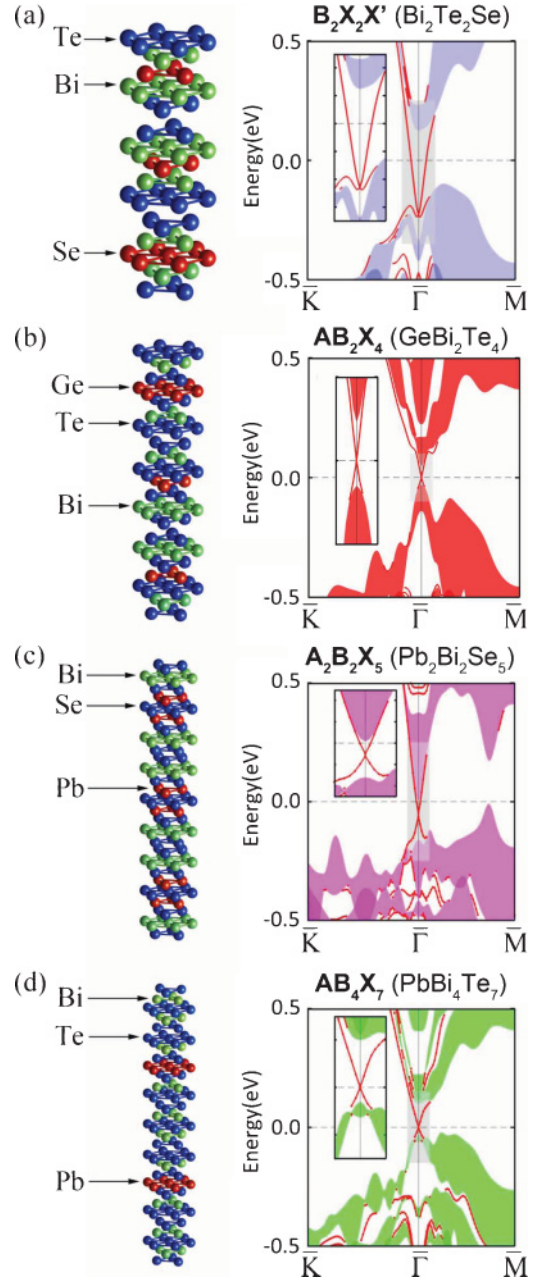 (a)
B₂X₂X' (Bi₂Te₂Se)
Te
Bi
Se
Energy(eV)
0.5
0.0
-0.5
K̄ Γ̄ M̄
(b)
AB₂X₄ (GeBi₂Te₄)
Ge
Te
Bi
Energy(eV)
0.5
0.0
-0.5
K̄ Γ̄ M̄
(c)
A₂B₂X₅ (Pb₂Bi₂Se₅)
Bi
Se
Pb
Energy(eV)
0.5
0.0
-0.5
K̄ Γ̄ M̄
(d)
AB₄X₇ (PbBi₄Te₇)
Bi
Te
Pb
Energy(eV)
0.5
0.0
-0.5
K̄ Γ̄ M̄